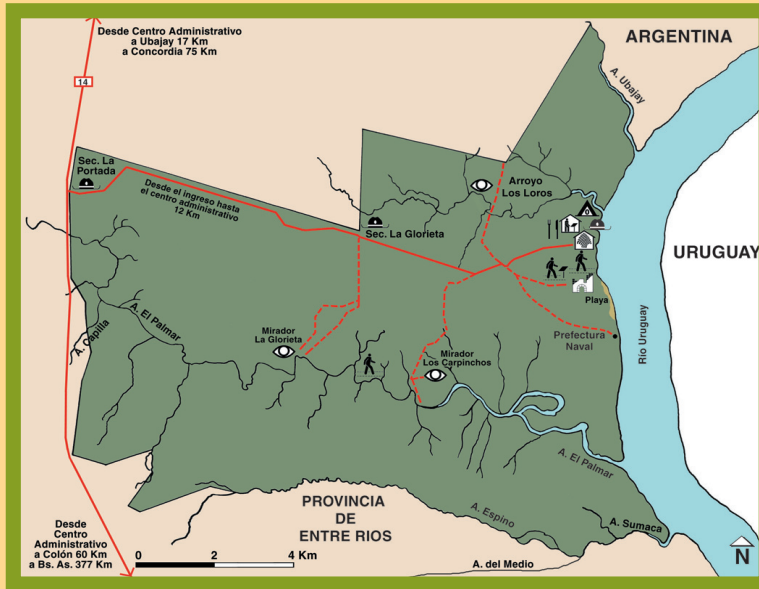 Desde Centro Administrativo
a Ubajay 17 Km
a Concordia 75 Km
ARGENTINA
A. Ubajay
14
Sec. La
Portada
Desde el ingreso hasta
el centro administrativo
12 Km
Arroyo
Los Loros
Sec. La Glorieta
URUGUAY
Playa
A. El Palmar
A. Capilla
Mirador
La Glorieta
Mirador
Los Carpinchos
Prefectura
Naval
Río Uruguay
A. El Palmar
PROVINCIA
DE
ENTRE RIOS
A. Espino
A. Sumaca
Desde
Centro
Administrativo
a Colón 60 Km
a Bs. As. 377 Km
0 2 4 Km
A. del Medio
N